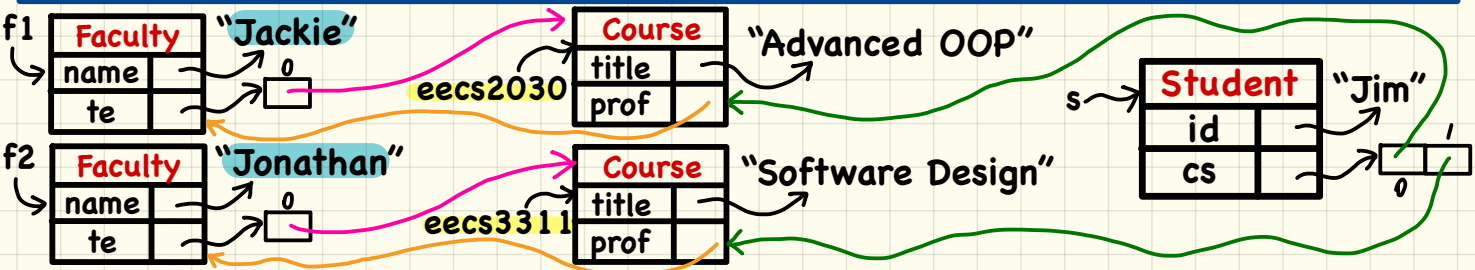 f1
Faculty
name
te
"Jackie"
0
Course
title
prof
eecs2030
"Advanced OOP"
f2
Faculty
name
te
"Jonathan"
0
Course
title
prof
eecs3311
"Software Design"
s
Student
id
cs
"Jim"
0
1